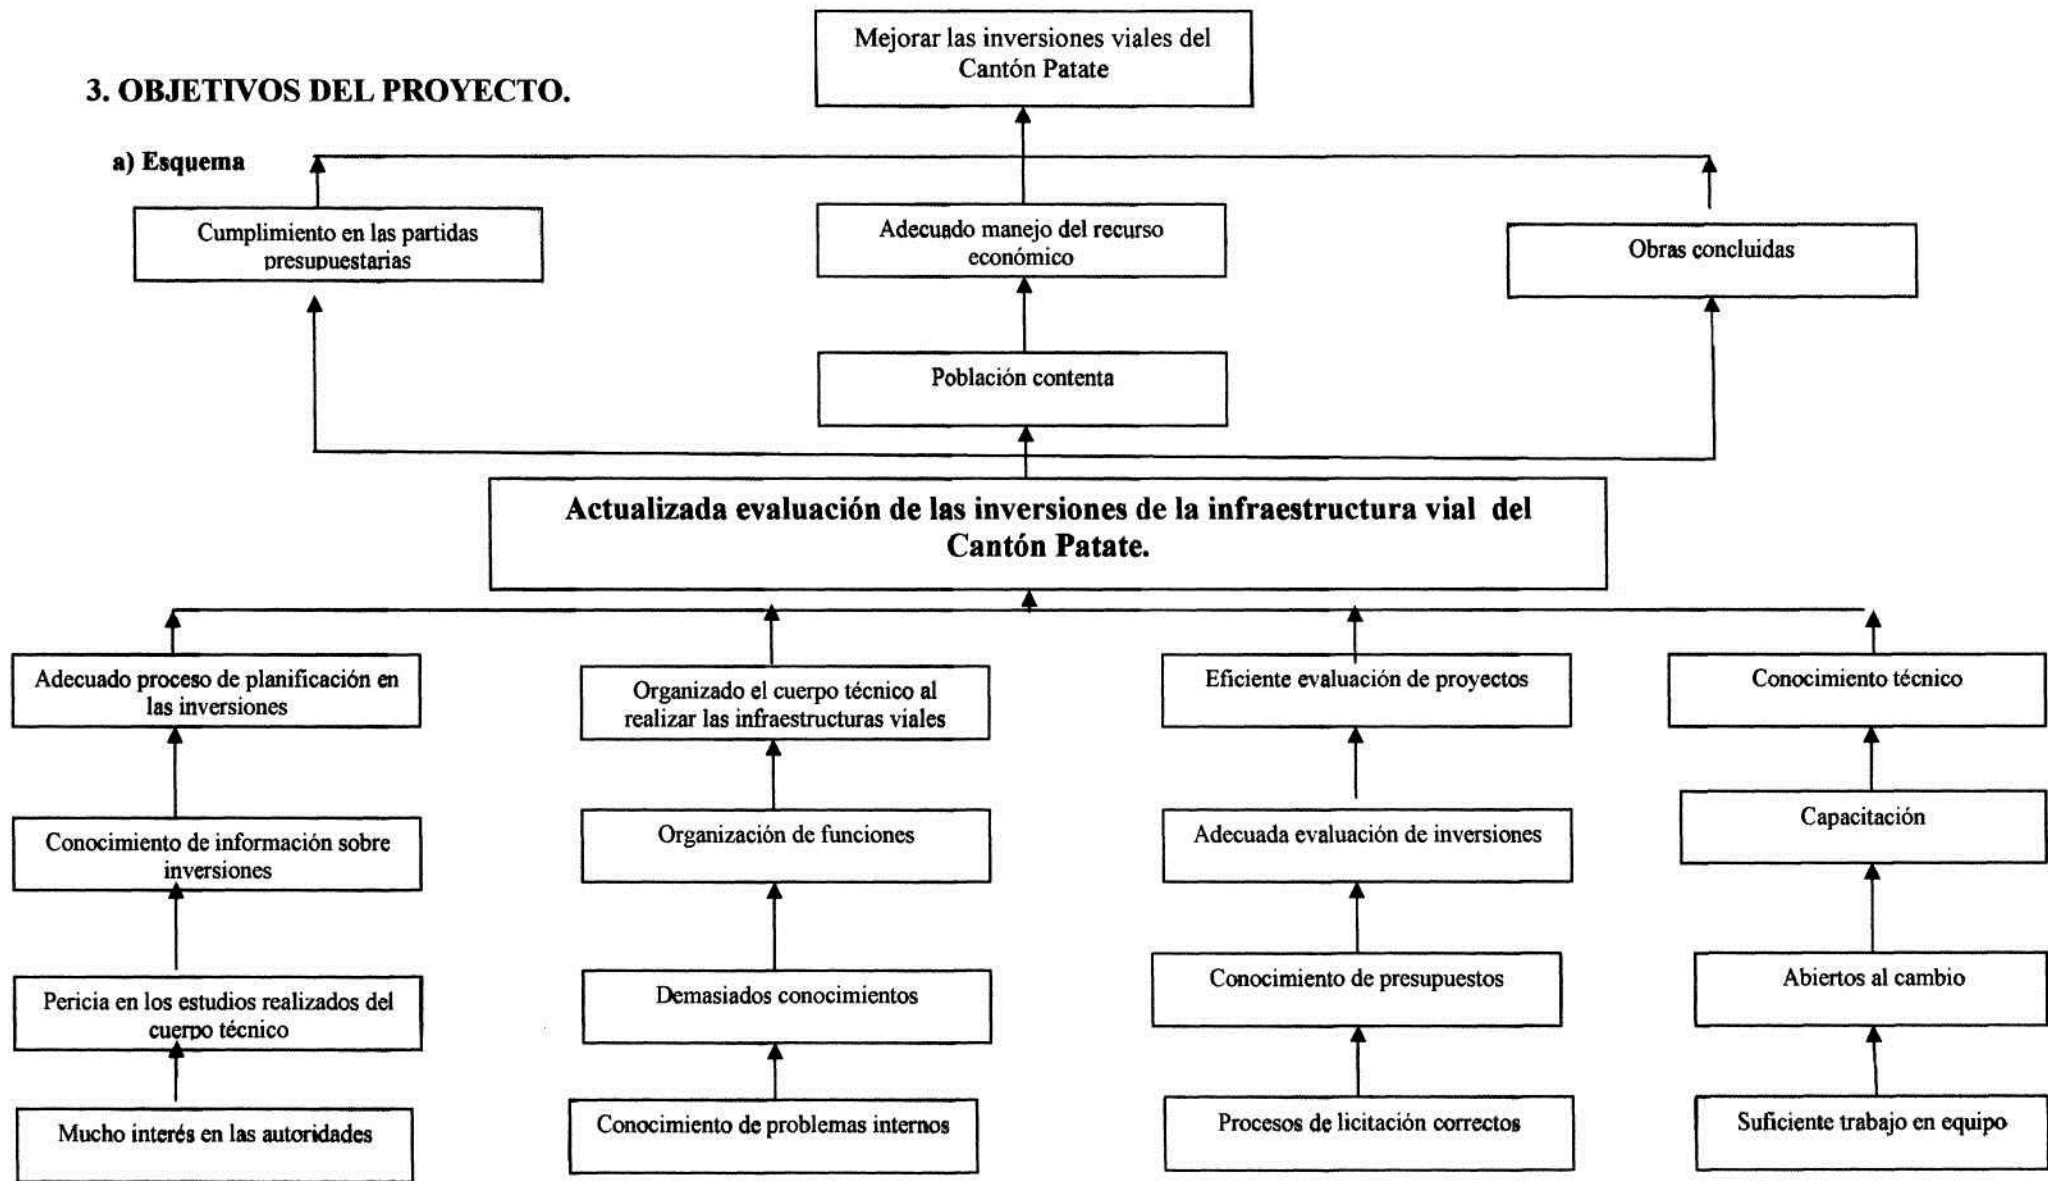 Mejorar las inversiones viales del
Cantón Patate
3. OBJETIVOS DEL PROYECTO.
a) Esquema
Cumplimiento en las partidas
presupuestarias
Adecuado manejo del recurso
económico
Obras concluidas
Población contenta
Actualizada evaluación de las inversiones de la infraestructura vial del
Cantón Patate.
Adecuado proceso de planificación en
las inversiones
Organizado el cuerpo técnico al
realizar las infraestructuras viales
Eficiente evaluación de proyectos
Conocimiento técnico
Conocimiento de información sobre
inversiones
Organización de funciones
Adecuada evaluación de inversiones
Capacitación
Pericia en los estudios realizados del
cuerpo técnico
Demasiados conocimientos
Conocimiento de presupuestos
Abiertos al cambio
Mucho interés en las autoridades
Conocimiento de problemas internos
Procesos de licitación correctos
Suficiente trabajo en equipo